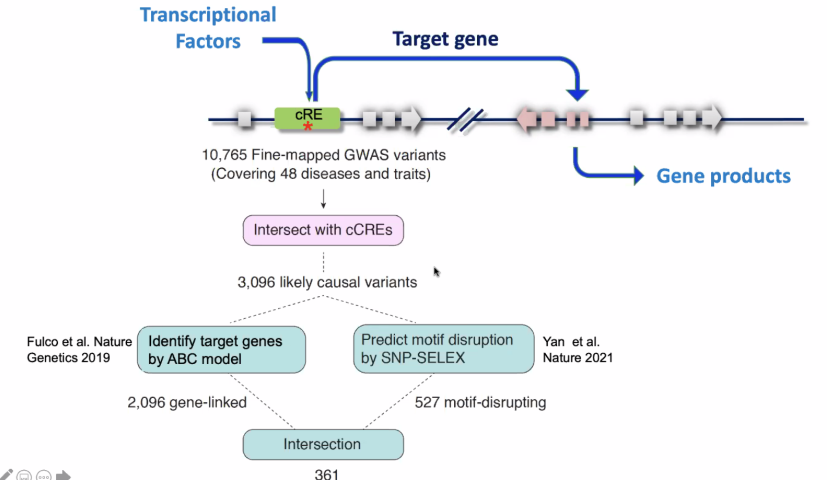 Transcriptional
Factors
Target gene
cRE
*
10,765 Fine-mapped GWAS variants
(Covering 48 diseases and traits)
Gene products
Intersect with cCREs
3,096 likely causal variants
Fulco et al. Nature
Genetics 2019
Identify target genes
by ABC model
Predict motif disruption
by SNP-SELEX
Yan et al.
Nature 2021
2,096 gene-linked
527 motif-disrupting
Intersection
361